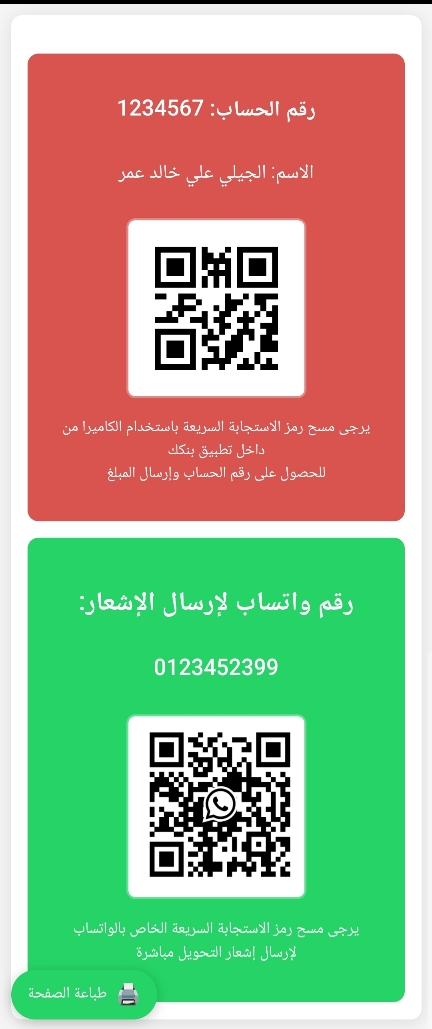 رقم الحساب: 1234567
الاسم: الجيلي علي خالد عمر
يرجى مسح رمز الاستجابة السريعة باستخدام الكاميرا من
داخل تطبيق بنكك
للحصول على رقم الحساب وإرسال المبلغ
رقم واتساب لإرسال الإشعار:
0123452399
يرجى مسح رمز الاستجابة السريعة الخاص بالواتساب
لإرسال إشعار التحويل مباشرة
طباعة الصفحة